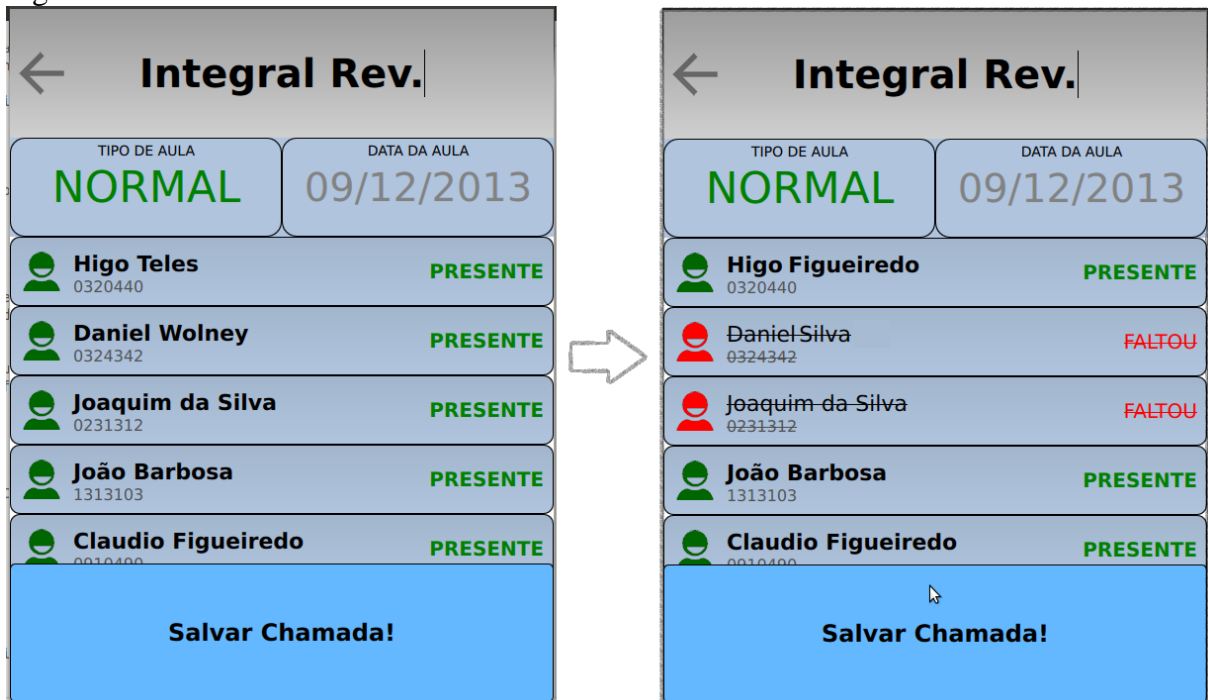 Integral Rev.
TIPO DE AULA
NORMAL
DATA DA AULA
09/12/2013
Higo Teles
0320440
PRESENTE
Daniel Wolney
0324342
PRESENTE
Joaquim da Silva
0231312
PRESENTE
João Barbosa
1313103
PRESENTE
Claudio Figueiredo
0910490
PRESENTE
Salvar Chamada!
Integral Rev.
TIPO DE AULA
NORMAL
DATA DA AULA
09/12/2013
Higo Figueiredo
0320440
PRESENTE
Daniel Silva
0324342
FALTOU
Joaquim da Silva
0231312
FALTOU
João Barbosa
1313103
PRESENTE
Claudio Figueiredo
0910490
PRESENTE
Salvar Chamada!